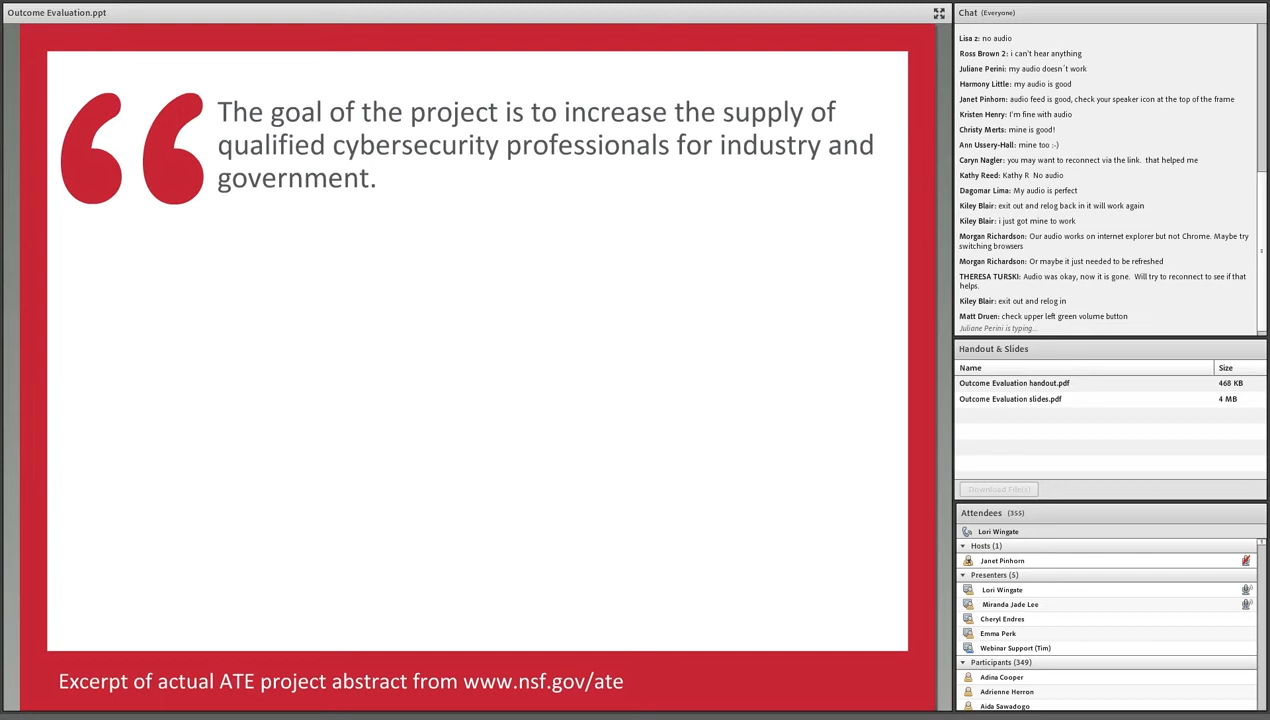 Outcome Evaluation.ppt
The goal of the project is to increase the supply of
qualified cybersecurity professionals for industry and
government.
Excerpt of actual ATE project abstract from www.nsf.gov/ate
Chat (Everyone)
Lisa z: no audio
Ross Brown 2: i can't hear anything
Juliane Perini: my audio doesn´t work
Harmony Little: my audio is good
Janet Pinhorn: audio feed is good, check your speaker icon at the top of the frame
Kristen Henry: I'm fine with audio
Christy Merts: mine is good!
Ann Ussery-Hall: mine too :-)
Caryn Nagler: you may want to reconnect via the link. that helped me
Kathy Reed: Kathy R No audio
Dagomar Lima: My audio is perfect
Kiley Blair: exit out and relog back in it will work again
Kiley Blair: i just got mine to work
Morgan Richardson: Our audio works on internet explorer but not Chrome. Maybe try
switching browsers
Morgan Richardson: Or maybe it just needed to be refreshed
THERESA TURSKI: Audio was okay, now it is gone. Will try to reconnect to see if that
helps.
Kiley Blair: exit out and relog in
Matt Druen: check upper left green volume button
Juliane Perini is typing...
Handout & Slides
Name Size
Outcome Evaluation handout.pdf 468 KB
Outcome Evaluation slides.pdf 4 MB
Download File(s)
Attendees (355)
Lori Wingate
Hosts (1)
Janet Pinhorn
Presenters (5)
Lori Wingate
Miranda Jade Lee
Cheryl Endres
Emma Perk
Webinar Support (Tim)
Participants (349)
Adina Cooper
Adrienne Herron
Aida Sawadogo